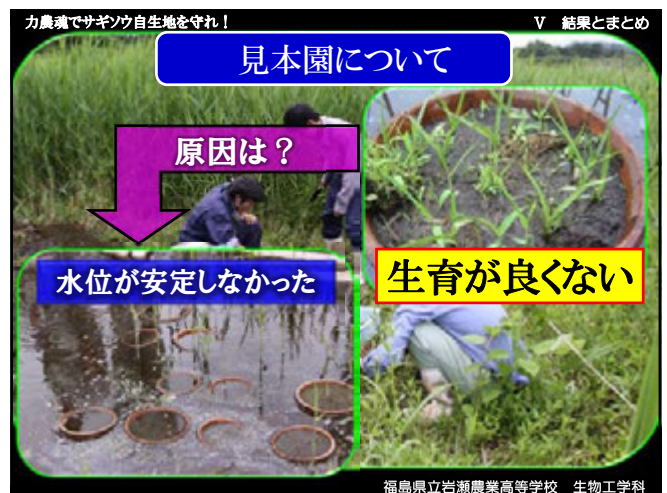 力農魂でサギソウ自生地を守れ！
Ⅴ　結果とまとめ
見本園について
原因は？
水位が安定しなかった
生育が良くない
福島県立岩瀬農業高等学校　生物工学科